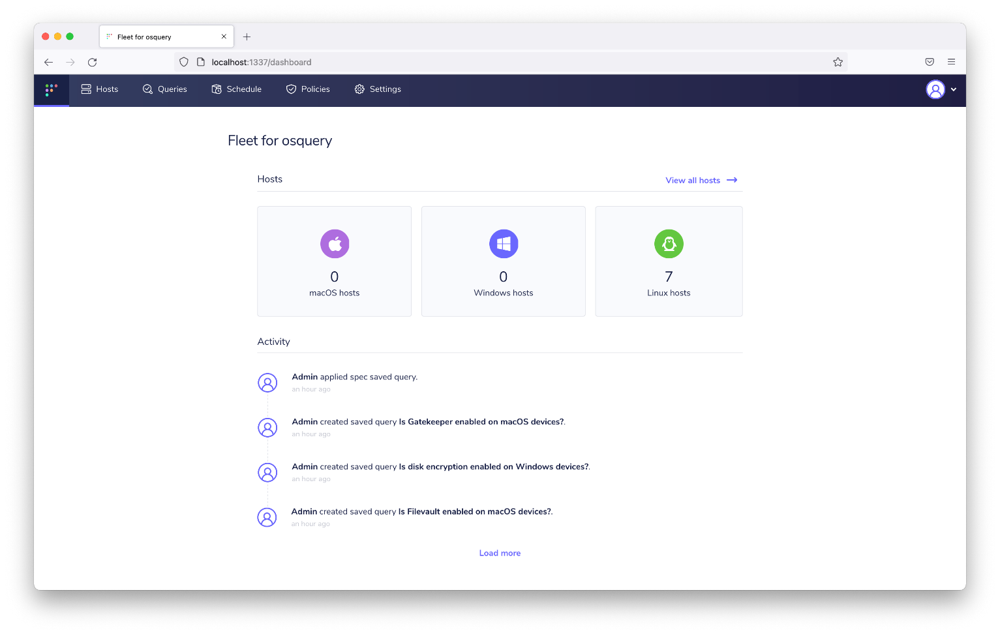 Fleet for osquery
localhost:1337/dashboard
Hosts
Queries
Schedule
Policies
Settings
Fleet for osquery
Hosts
View all hosts
0
macOS hosts
0
Windows hosts
7
Linux hosts
Activity
Admin applied spec saved query.
an hour ago
Admin created saved query Is Gatekeeper enabled on macOS devices?.
an hour ago
Admin created saved query Is disk encryption enabled on Windows devices?.
an hour ago
Admin created saved query Is Filevault enabled on macOS devices?.
an hour ago
Load more